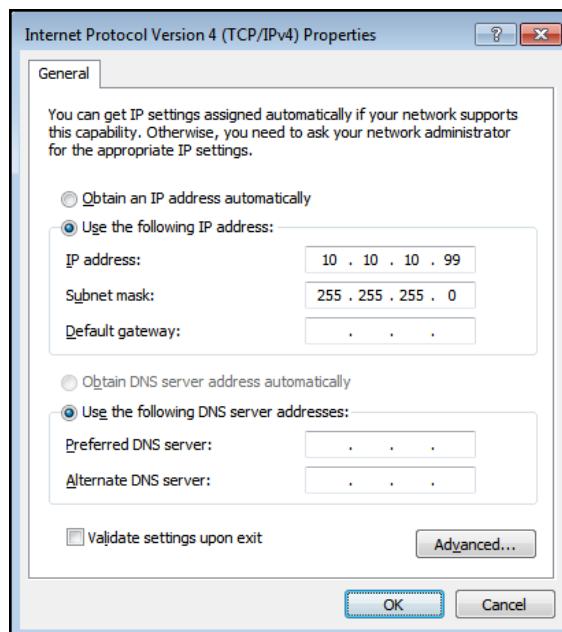 Internet Protocol Version 4 (TCP/IPv4) Properties
General
You can get IP settings assigned automatically if your network supports
this capability. Otherwise, you need to ask your network administrator
for the appropriate IP settings.
Obtain an IP address automatically
Use the following IP address:
IP address: 10 . 10 . 10 . 99
Subnet mask: 255 . 255 . 255 . 0
Default gateway: . . .
Obtain DNS server address automatically
Use the following DNS server addresses:
Preferred DNS server: . . .
Alternate DNS server: . . .
Validate settings upon exit
Advanced...
OK Cancel